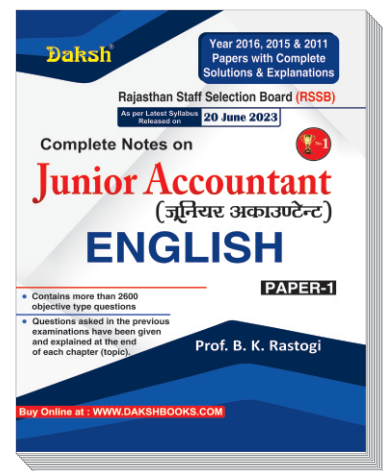 Daksh®
Year 2016, 2015 & 2011
Papers with Complete
Solutions & Explanations
Rajasthan Staff Selection Board (RSSB)
As per Latest Syllabus
Released on
20 June 2023
Complete Notes on
No.1
Junior Accountant
(जूनियर अकाउण्टेन्ट)
ENGLISH
PAPER-1
• Contains more than 2600
objective type questions
• Questions asked in the previous
examinations have been given
and explained at the end
of each chapter (topic).
Prof. B. K. Rastogi
Buy Online at : WWW.DAKSHBOOKS.COM